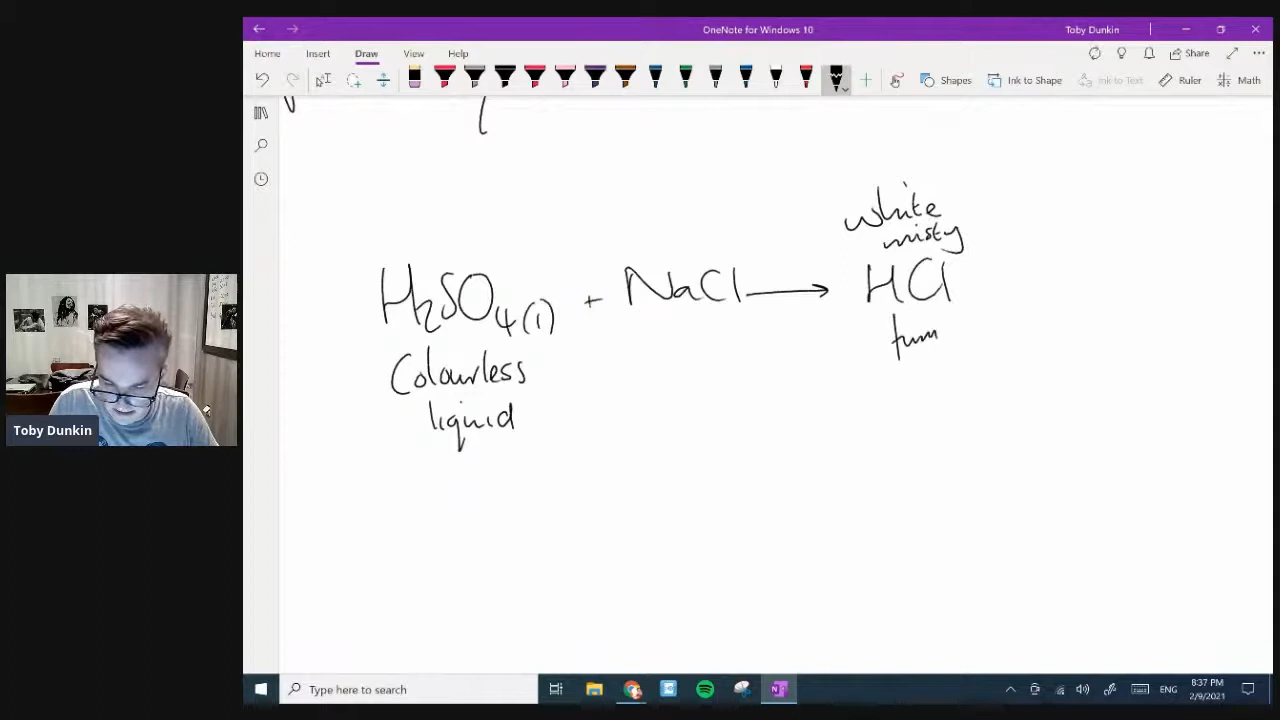 OneNote for Windows 10
Toby Dunkin
Home Insert Draw View Help
Share
Shapes Ink to Shape Ink to Text Ruler Math
white
misty
H₂SO₄(l) + NaCl → HCl
fum
Colourless
liquid
Toby Dunkin
Type here to search
ENG
8:37 PM
2/9/2021